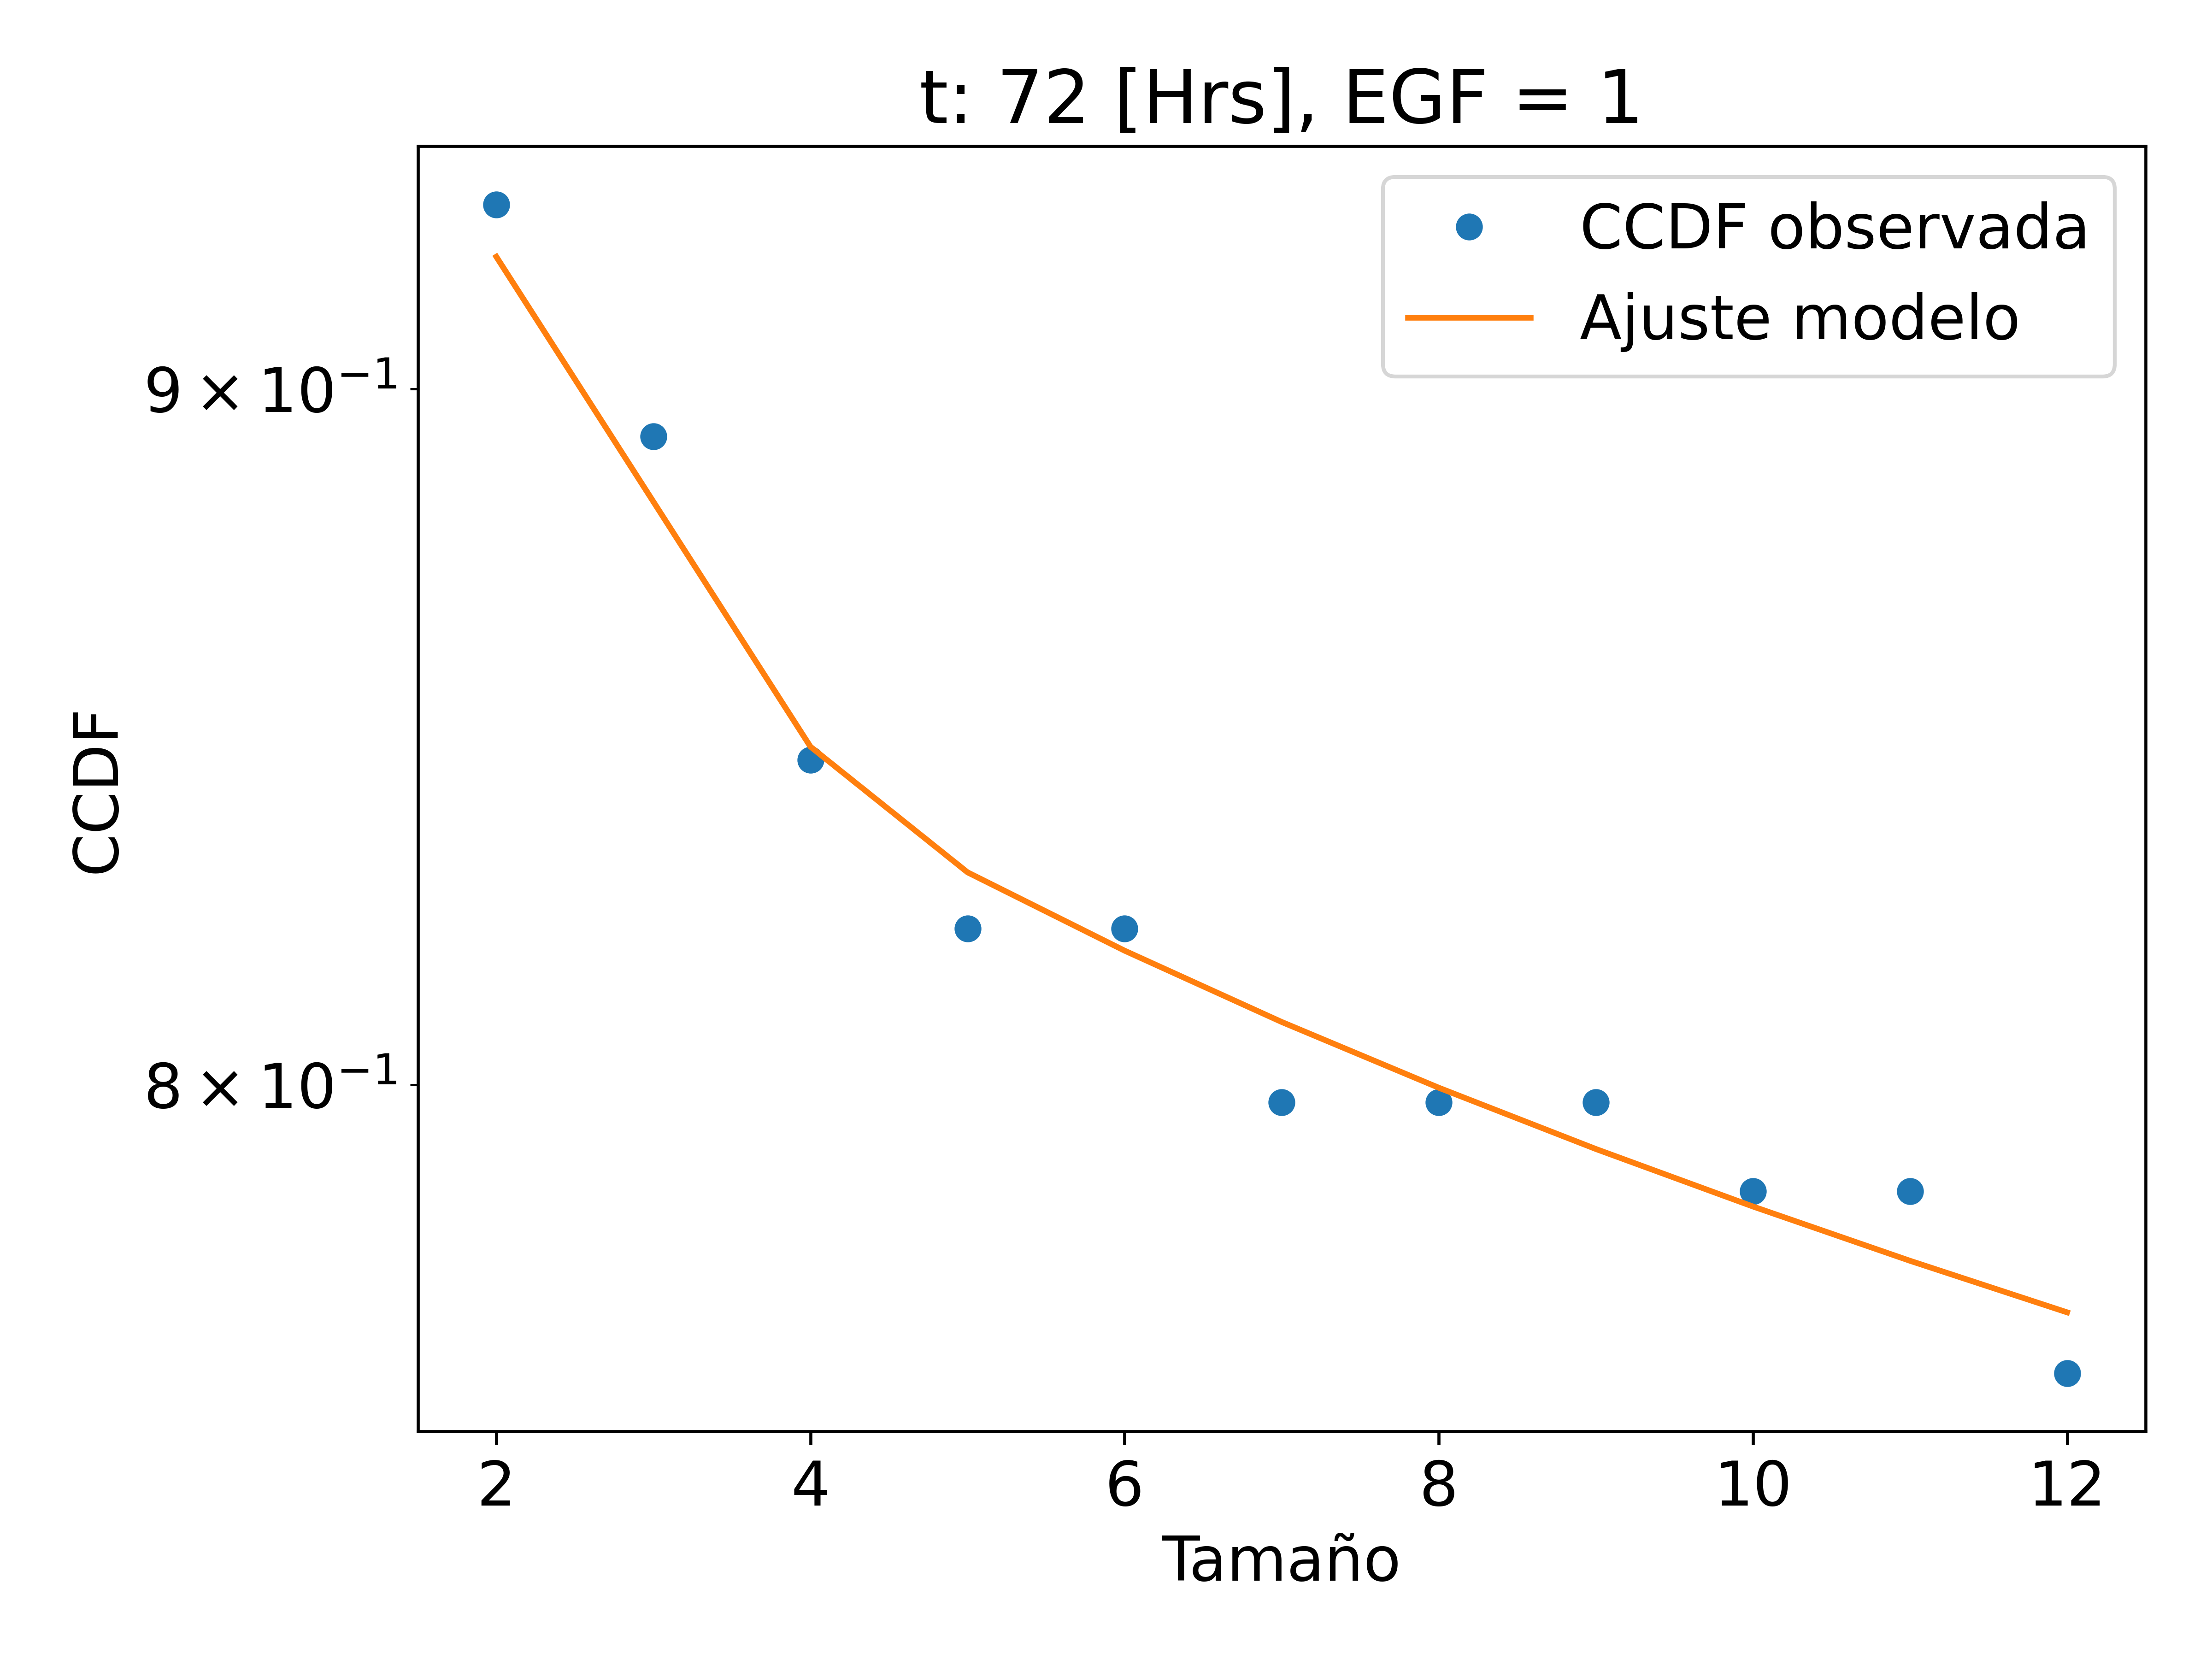 t: 72 [Hrs], EGF = 1
CCDF observada
Ajuste modelo
9 × 10⁻¹
8 × 10⁻¹
CCDF
2 4 6 8 10 12
Tamaño